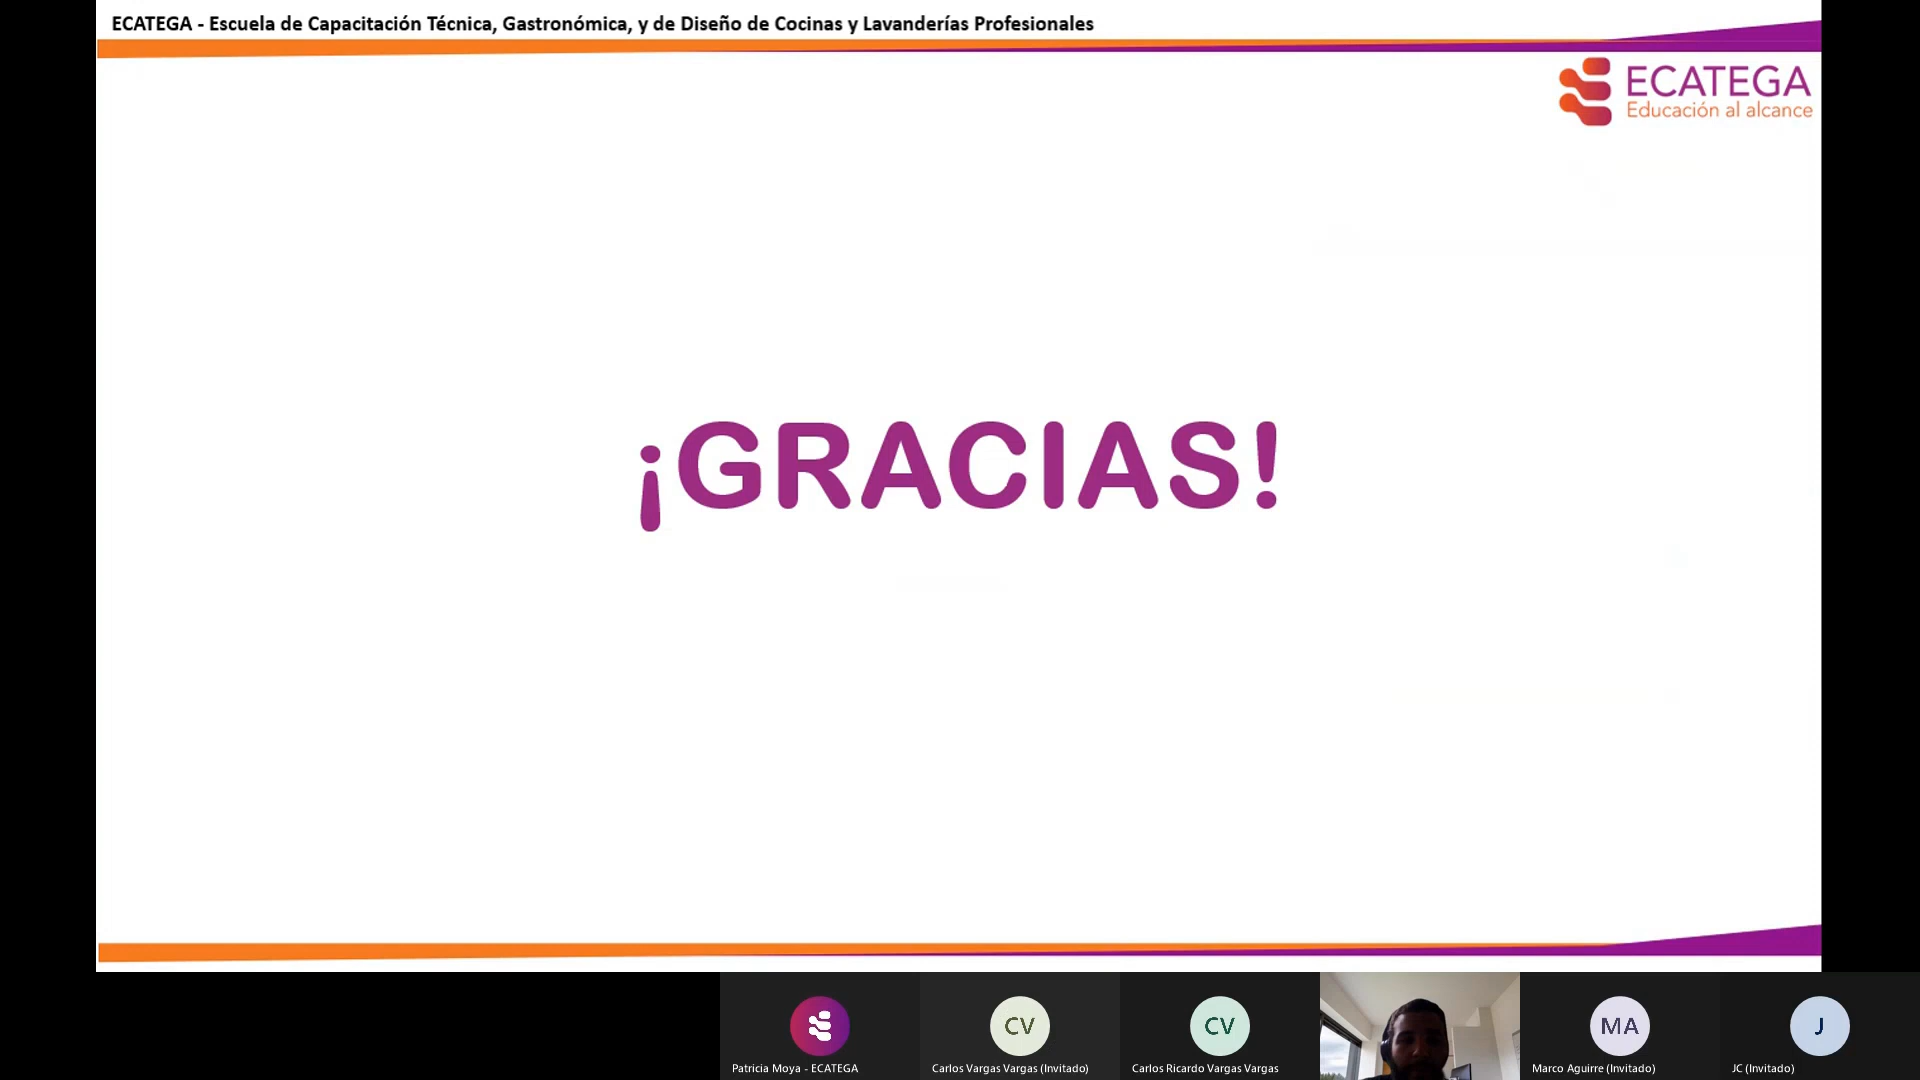 ECATEGA - Escuela de Capacitación Técnica, Gastronómica, y de Diseño de Cocinas y Lavanderías Profesionales
ECATEGA
Educación al alcance
¡GRACIAS!
CV
CV
MA
J
Patricia Moya - ECATEGA
Carlos Vargas Vargas (Invitado)
Carlos Ricardo Vargas Vargas
Marco Aguirre (Invitado)
JC (Invitado)